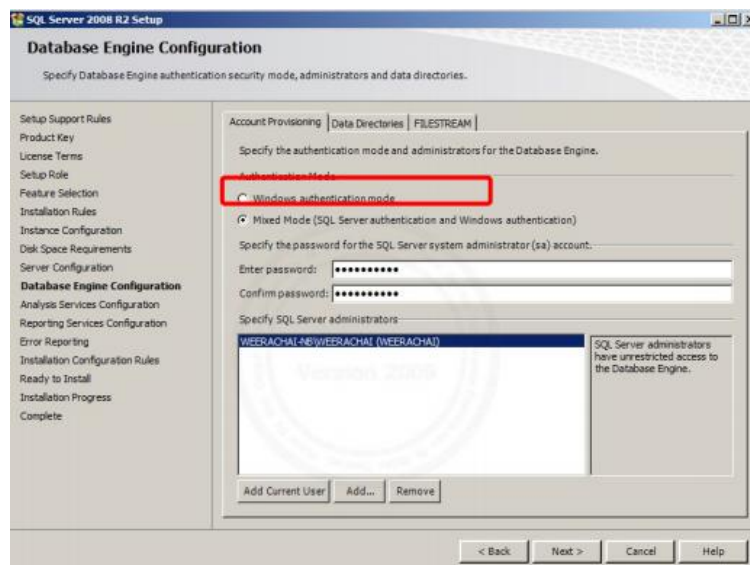 SQL Server 2008 R2 Setup
Database Engine Configuration
Specify Database Engine authentication security mode, administrators and data directories.
Setup Support Rules
Product Key
License Terms
Setup Role
Feature Selection
Installation Rules
Instance Configuration
Disk Space Requirements
Server Configuration
Database Engine Configuration
Analysis Services Configuration
Reporting Services Configuration
Error Reporting
Installation Configuration Rules
Ready to Install
Installation Progress
Complete
Account Provisioning Data Directories FILESTREAM
Specify the authentication mode and administrators for the Database Engine.
Authentication Mode
Windows authentication mode
Mixed Mode (SQL Server authentication and Windows authentication)
Specify the password for the SQL Server system administrator (sa) account.
Enter password: ●●●●●●●●●●
Confirm password: ●●●●●●●●●●
Specify SQL Server administrators
WEERACHAI-NB\WEERACHAI (WEERACHAI)
SQL Server administrators
have unrestricted access to
the Database Engine.
Add Current User Add... Remove
< Back Next > Cancel Help